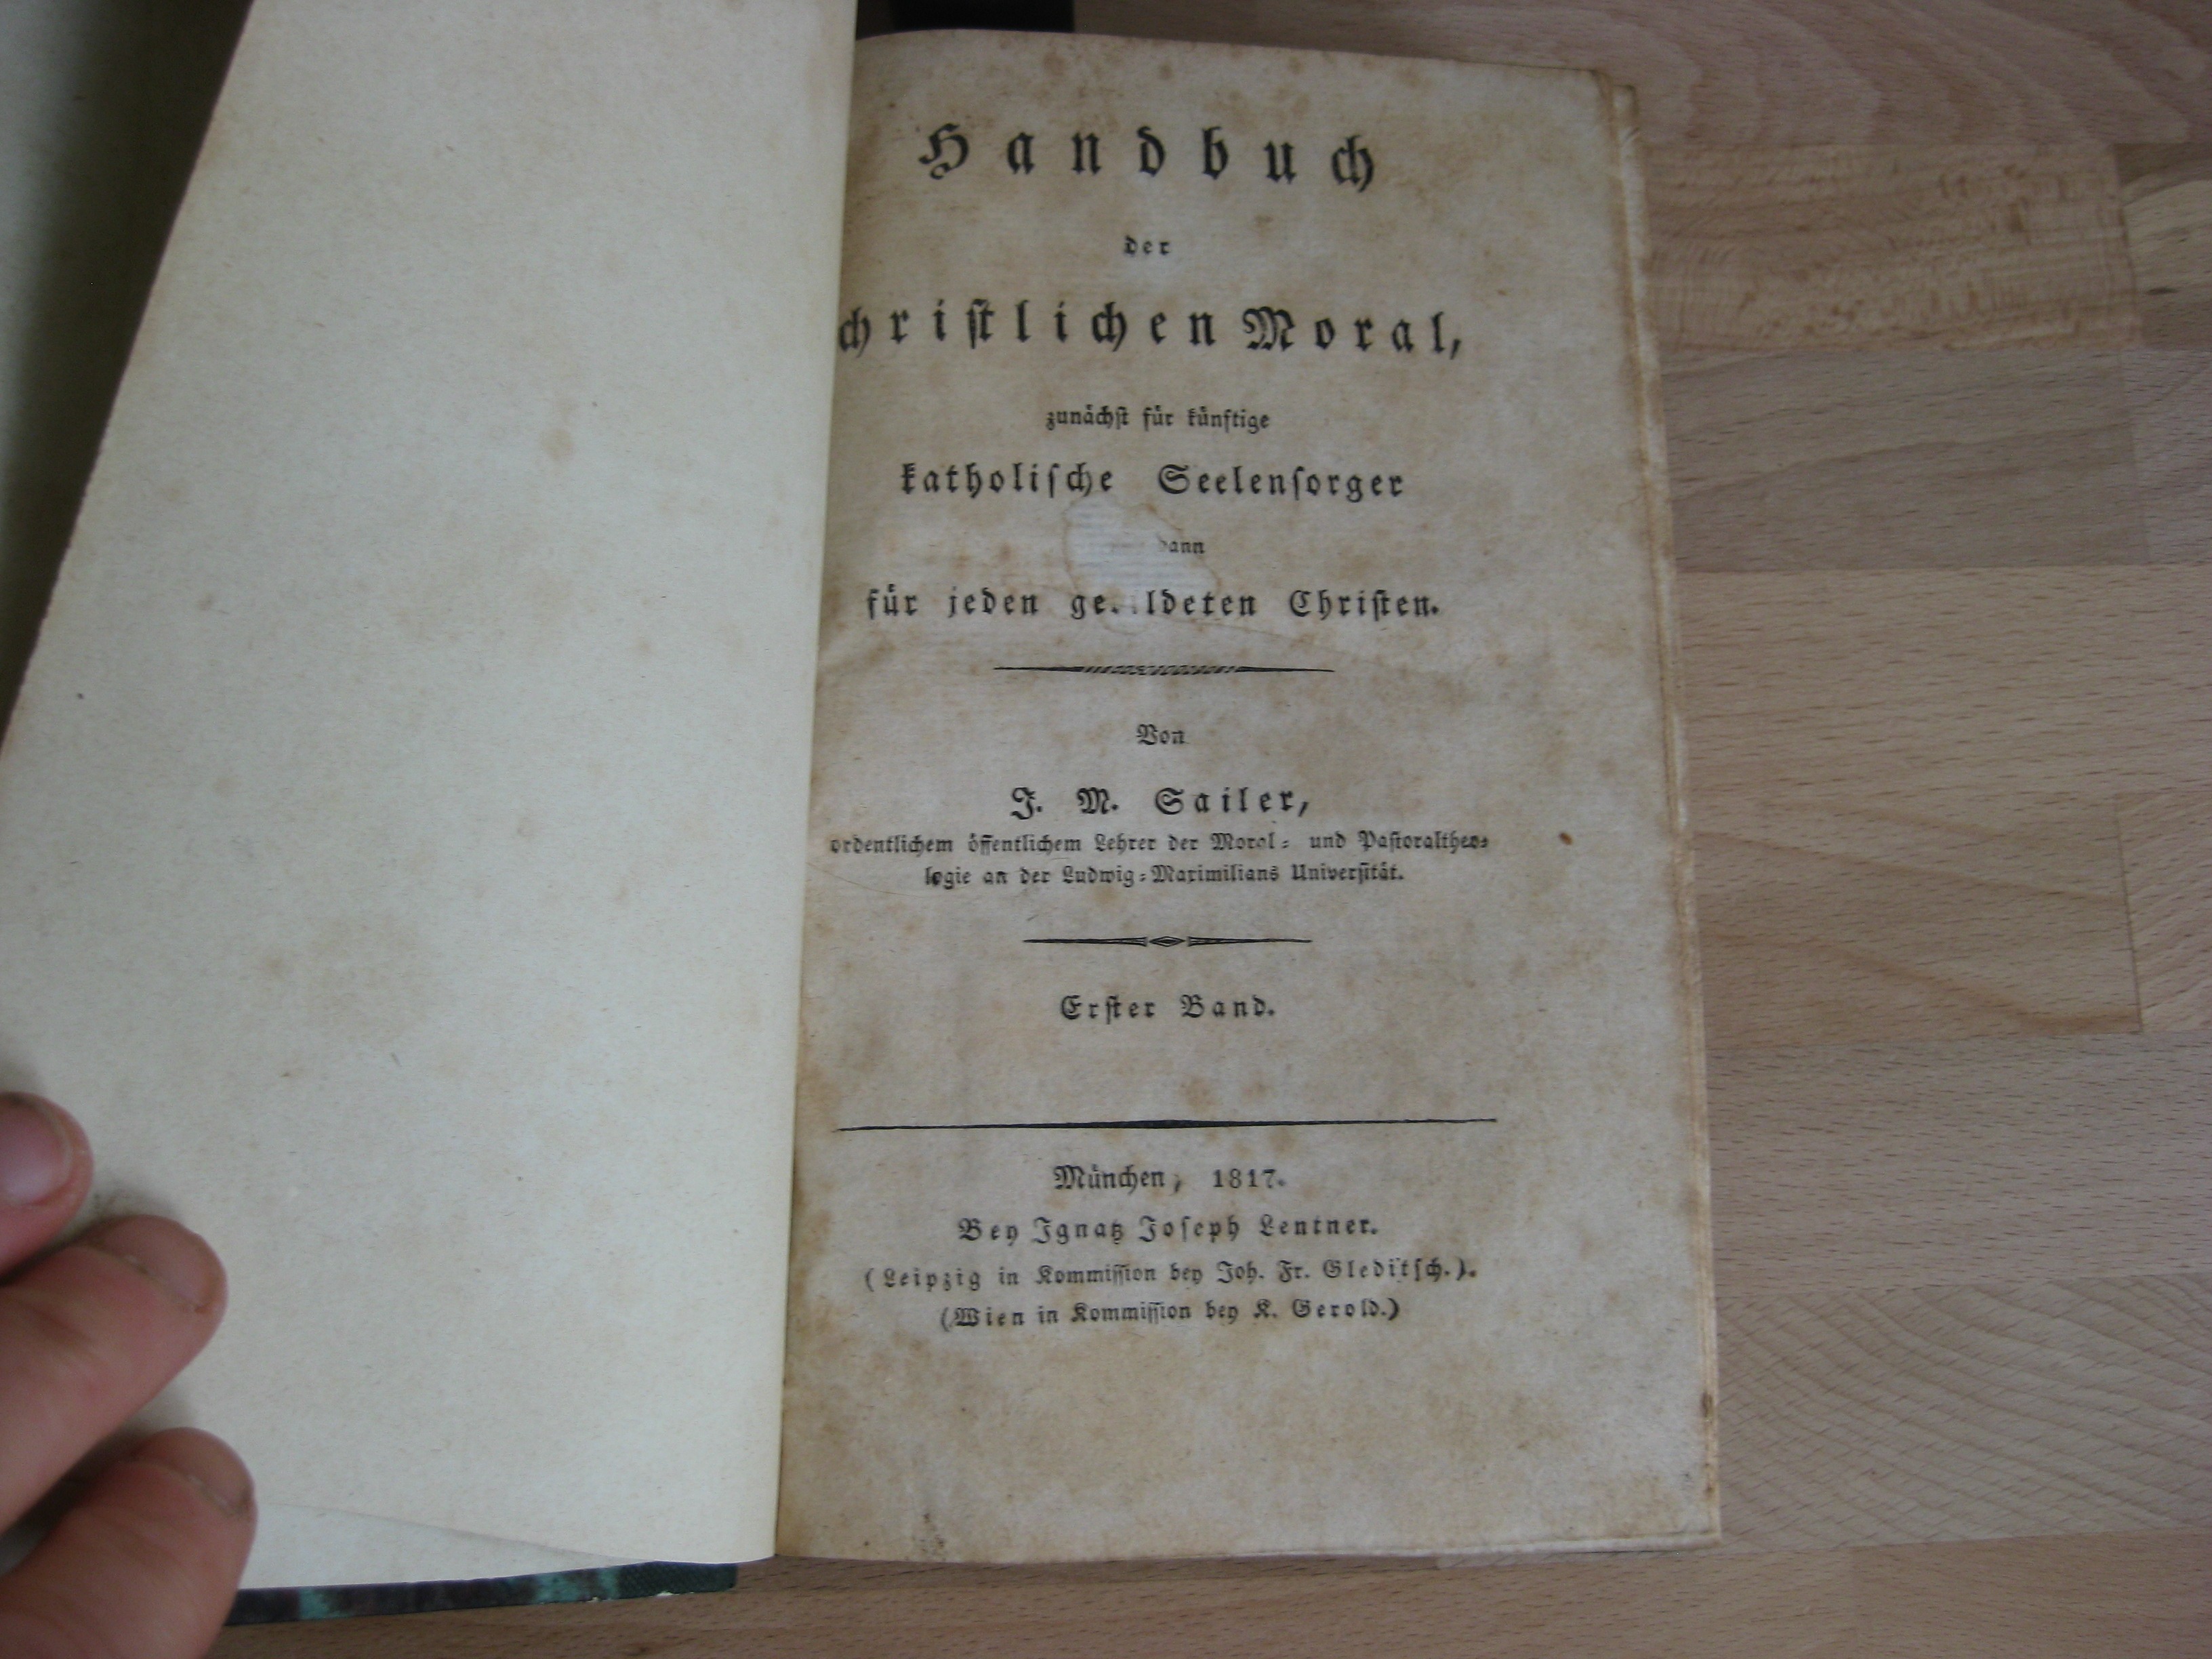 Handbuch
der
christlichen Moral,
zunächst für künftige
katholische Seelensorger
für jeden Christen.
Von
J. M. Sailer,
ordentlichem öffentlichem Lehrer der Moral- und Pastoraltheo-
logie an der Ludwig-Maximilians Universität.
Erster Band.
München, 1817.
Bey Ignatz Joseph Lentner.
(Leipzig in Kommission bey Joh. Fr. Gleditsch.).
(Wien in Kommission bey K. Gerold.)